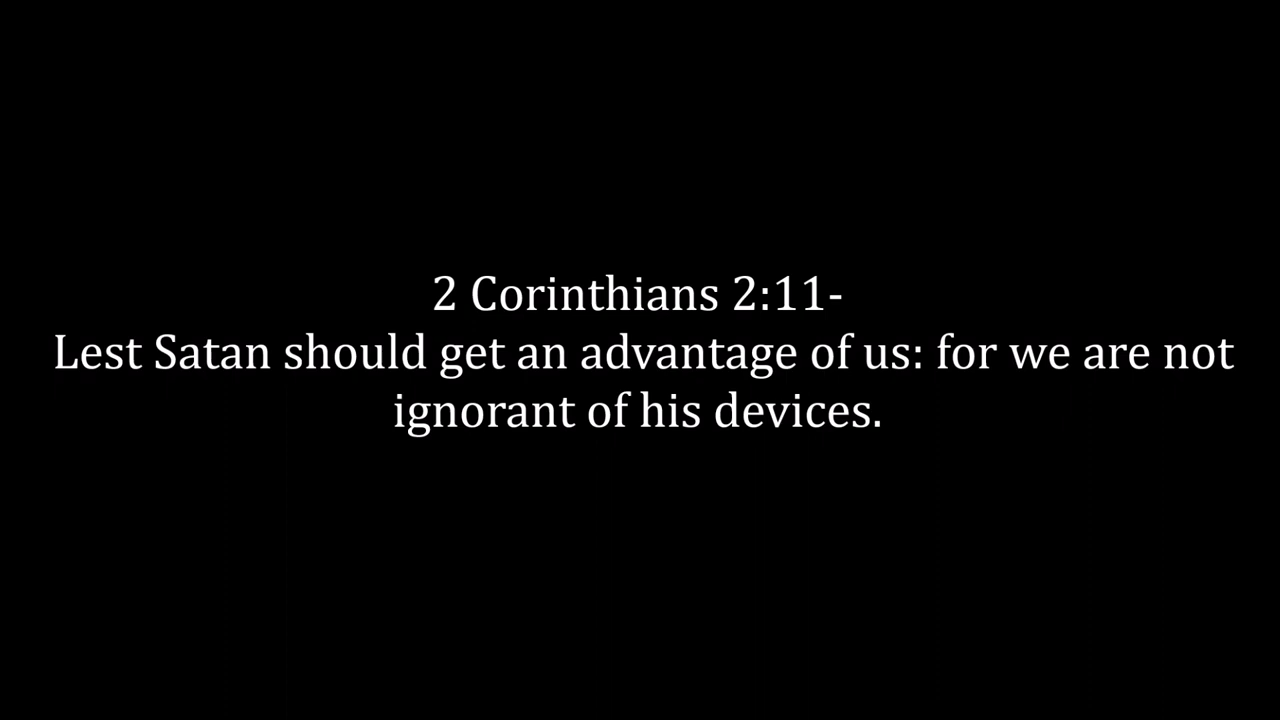 2 Corinthians 2:11-
Lest Satan should get an advantage of us: for we are not
ignorant of his devices.